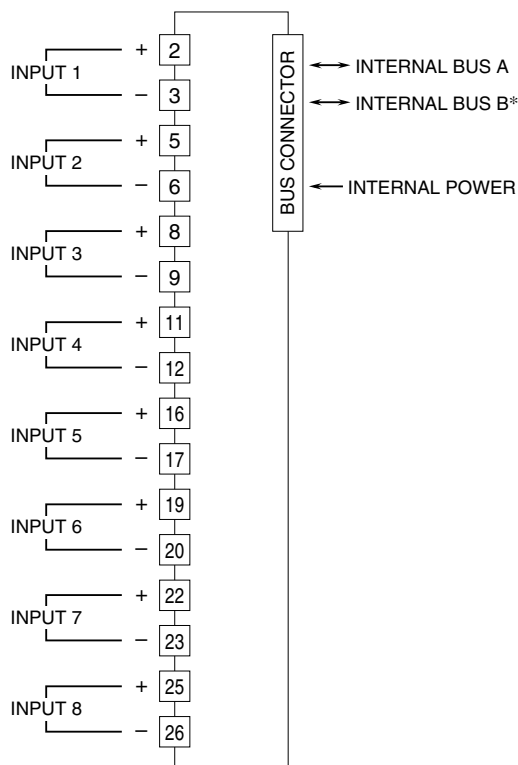 INPUT 1
+ 2
− 3
INPUT 2
+ 5
− 6
INPUT 3
+ 8
− 9
INPUT 4
+ 11
− 12
INPUT 5
+ 16
− 17
INPUT 6
+ 19
− 20
INPUT 7
+ 22
− 23
INPUT 8
+ 25
− 26
BUS CONNECTOR
INTERNAL BUS A
INTERNAL BUS B*
INTERNAL POWER